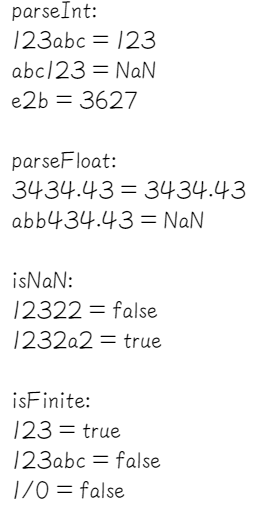 parseInt:
123abc = 123
abc123 = NaN
e2b = 3627

parseFloat:
3434.43 = 3434.43
abb434.43 = NaN

isNaN:
12322 = false
1232a2 = true

isFinite:
123 = true
123abc = false
1/0 = false